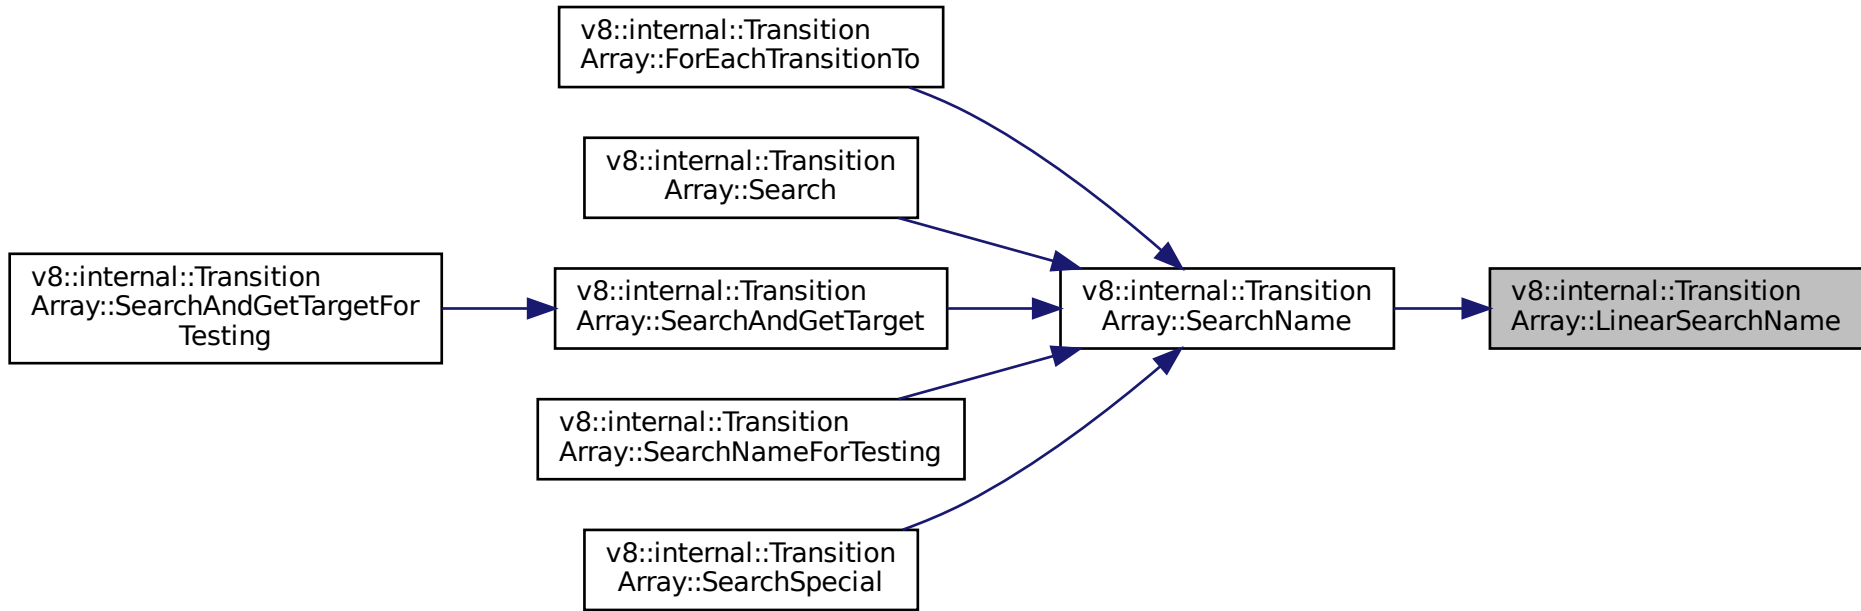 v8::internal::Transition
Array::ForEachTransitionTo
v8::internal::Transition
Array::Search
v8::internal::Transition
Array::SearchAndGetTargetFor
Testing
v8::internal::Transition
Array::SearchAndGetTarget
v8::internal::Transition
Array::SearchName
v8::internal::Transition
Array::LinearSearchName
v8::internal::Transition
Array::SearchNameForTesting
v8::internal::Transition
Array::SearchSpecial